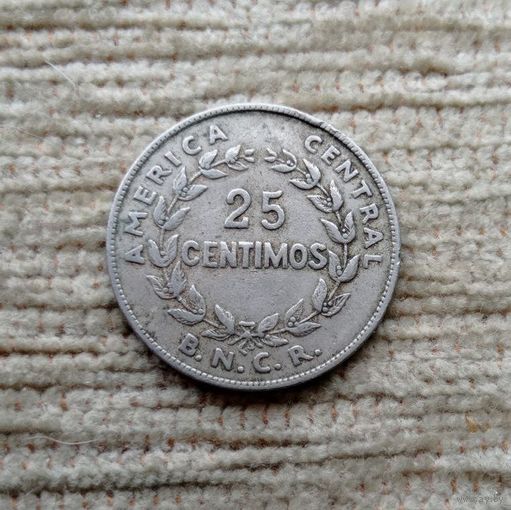 AMERICA CENTRAL
25
CENTIMOS
B.N.C.R.